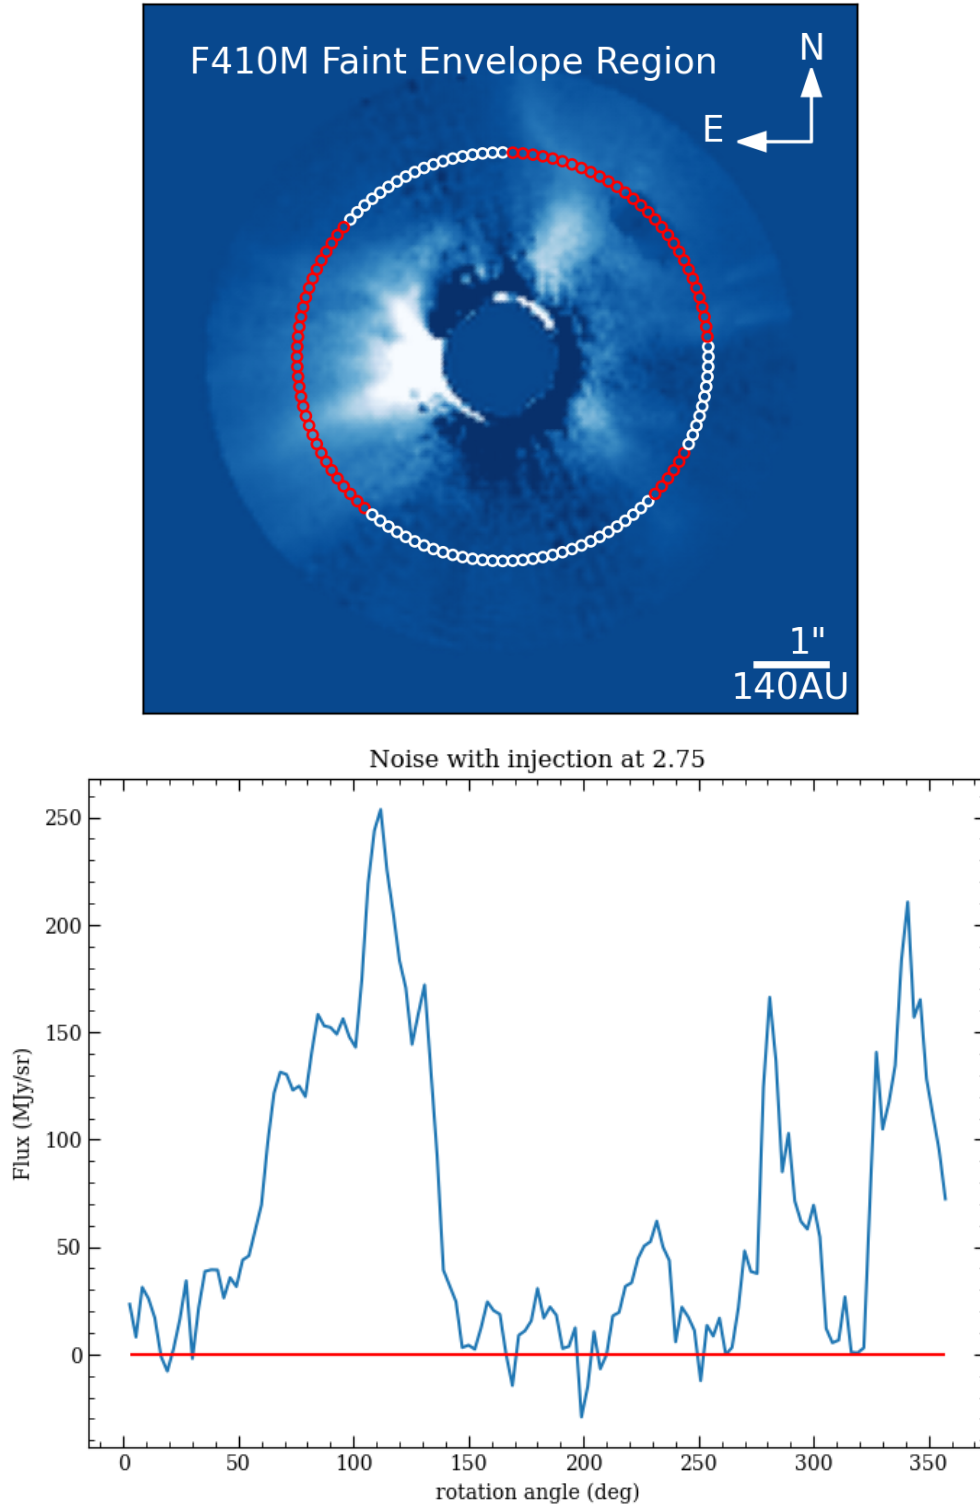 F410M Faint Envelope Region
N
E
1"
140AU
Noise with injection at 2.75
Flux (MJy/sr)
250
200
150
100
50
0
0 50 100 150 200 250 300 350
rotation angle (deg)